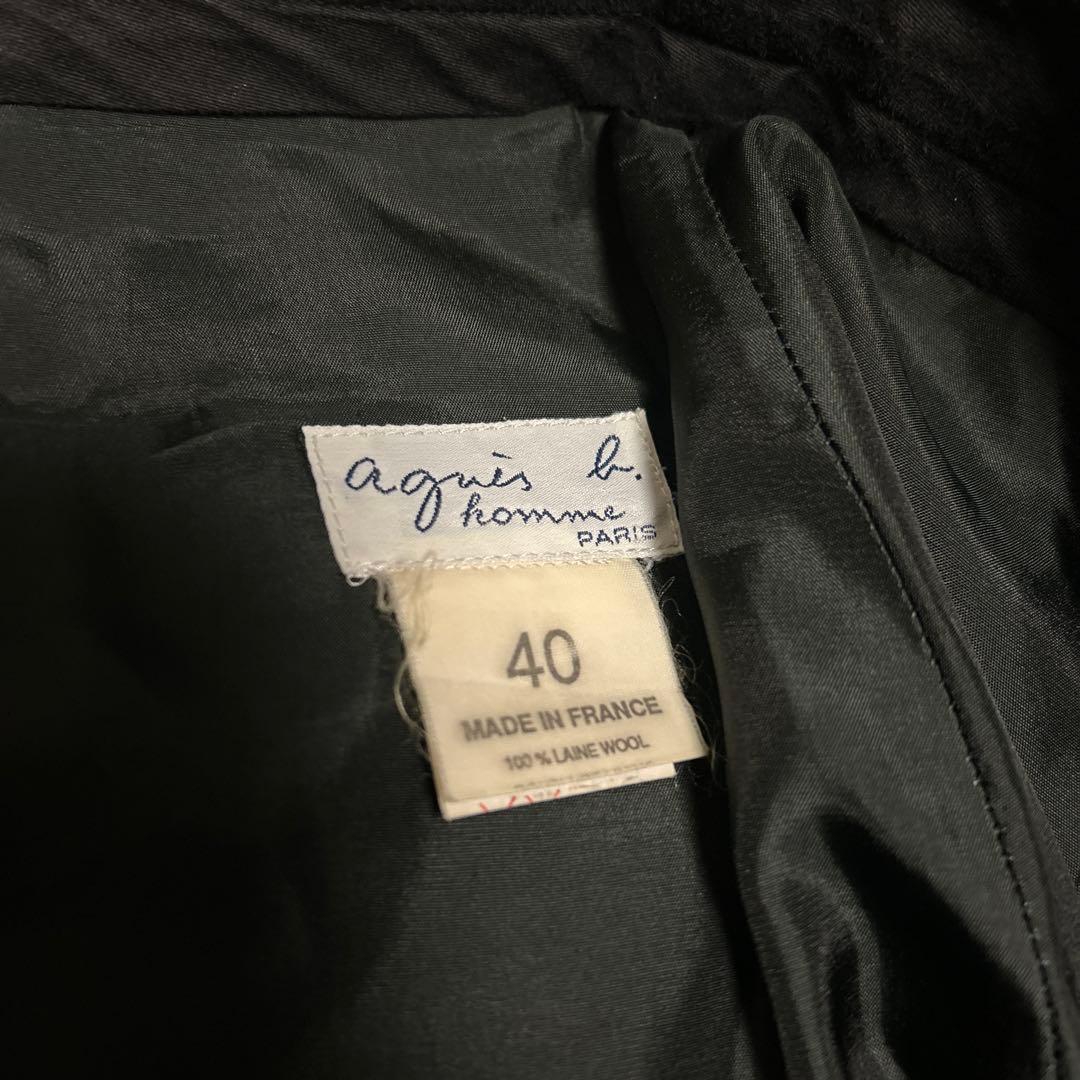 agnès b.
homme
PARIS
40
MADE IN FRANCE
100 % LAINE WOOL